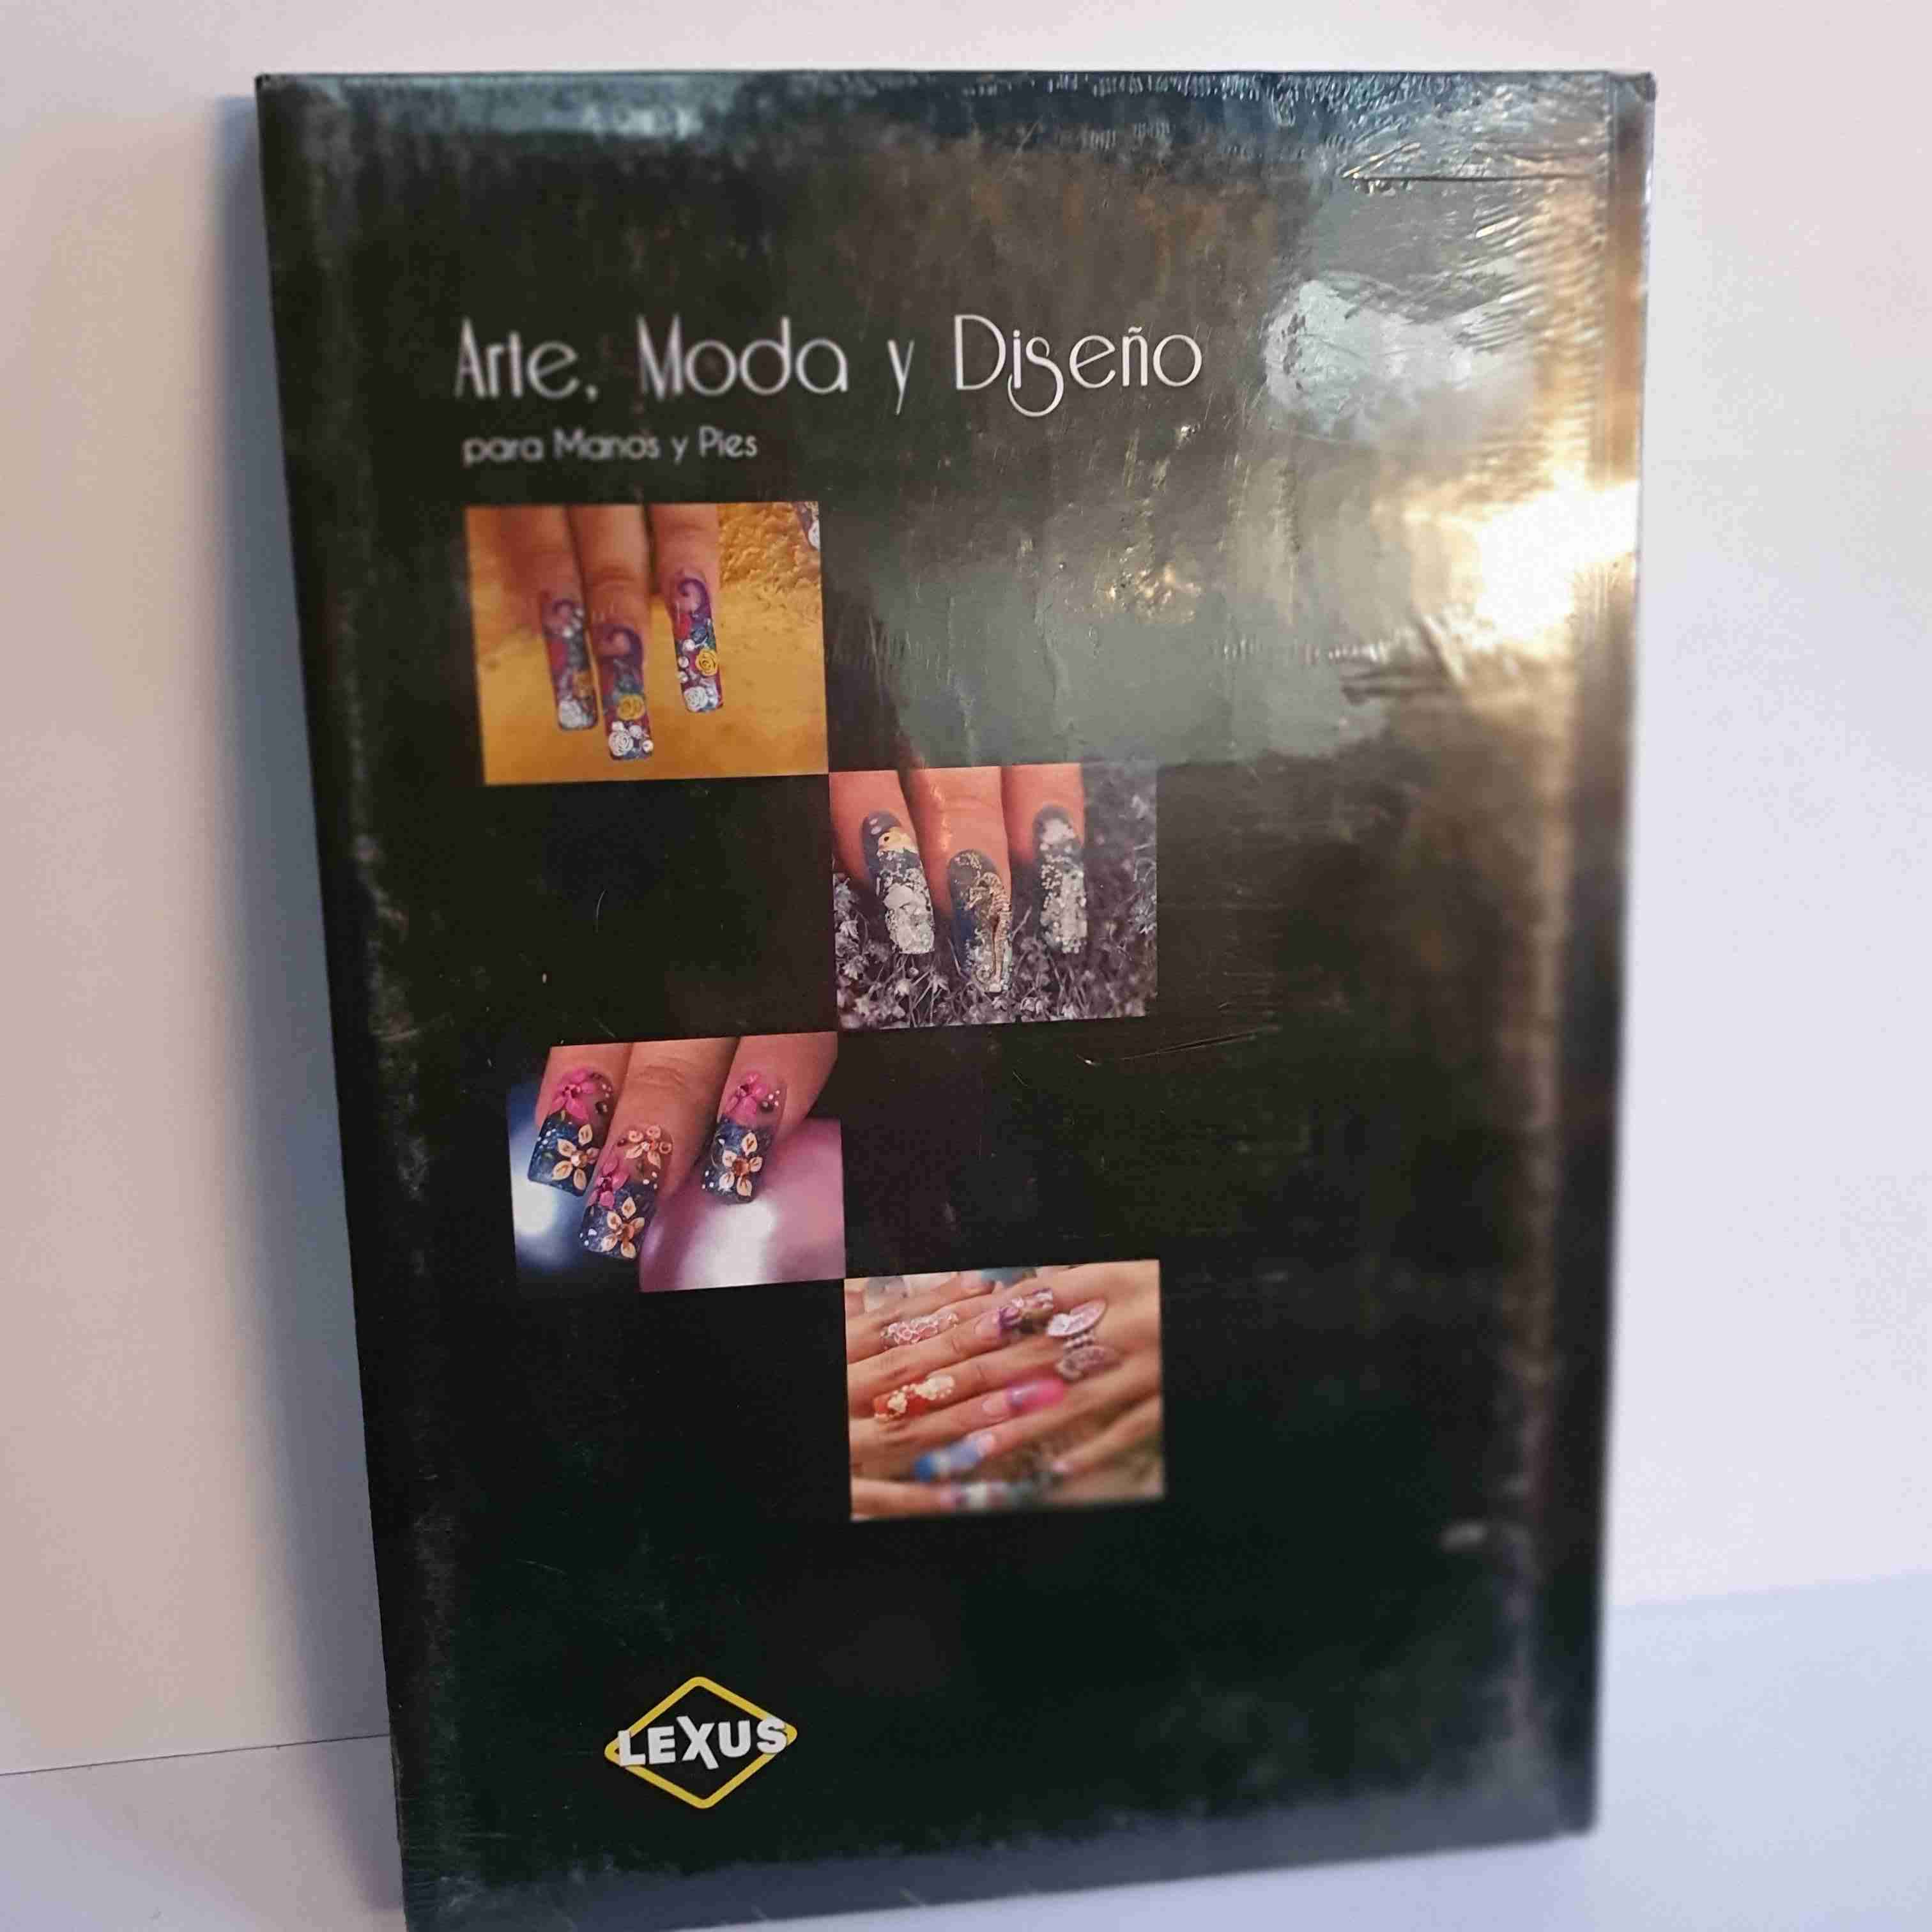 Arte, Moda y Diseño
para Manos y Pies
LEXUS